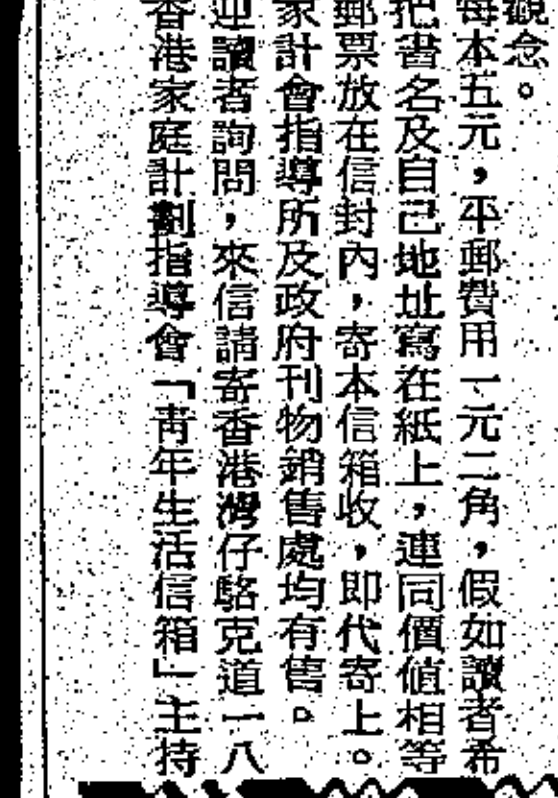 觀念。
每本五元，平郵費用一元二角，假如讀者希
把書名及自己地址寫在紙上，連同價值相等
郵票放在信封內，寄本信箱收，即代寄上。
家計會指導所及政府刊物銷售處均有售。
迎讀者詢問，來信請寄香港灣仔駱克道一八
香港家庭計劃指導會「青年生活信箱」主持